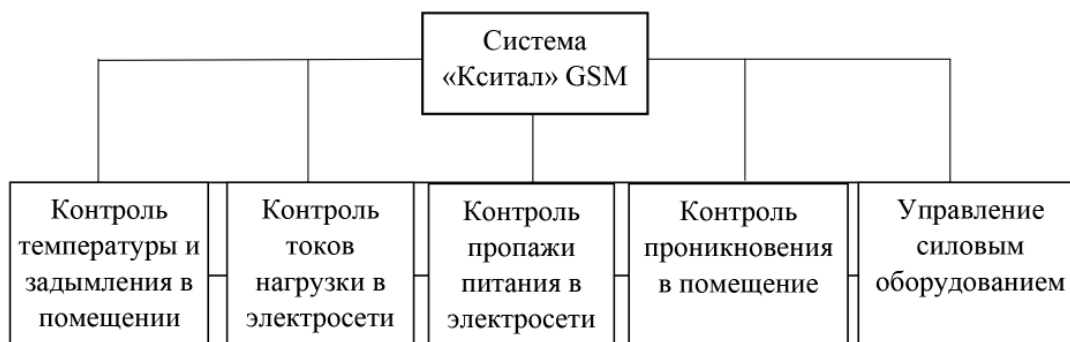 Система
«Кситал» GSM
Контроль
температуры и
задымления в
помещении
Контроль
токов
нагрузки в
электросети
Контроль
пропажи
питания в
электросети
Контроль
проникновения
в помещение
Управление
силовым
оборудованием